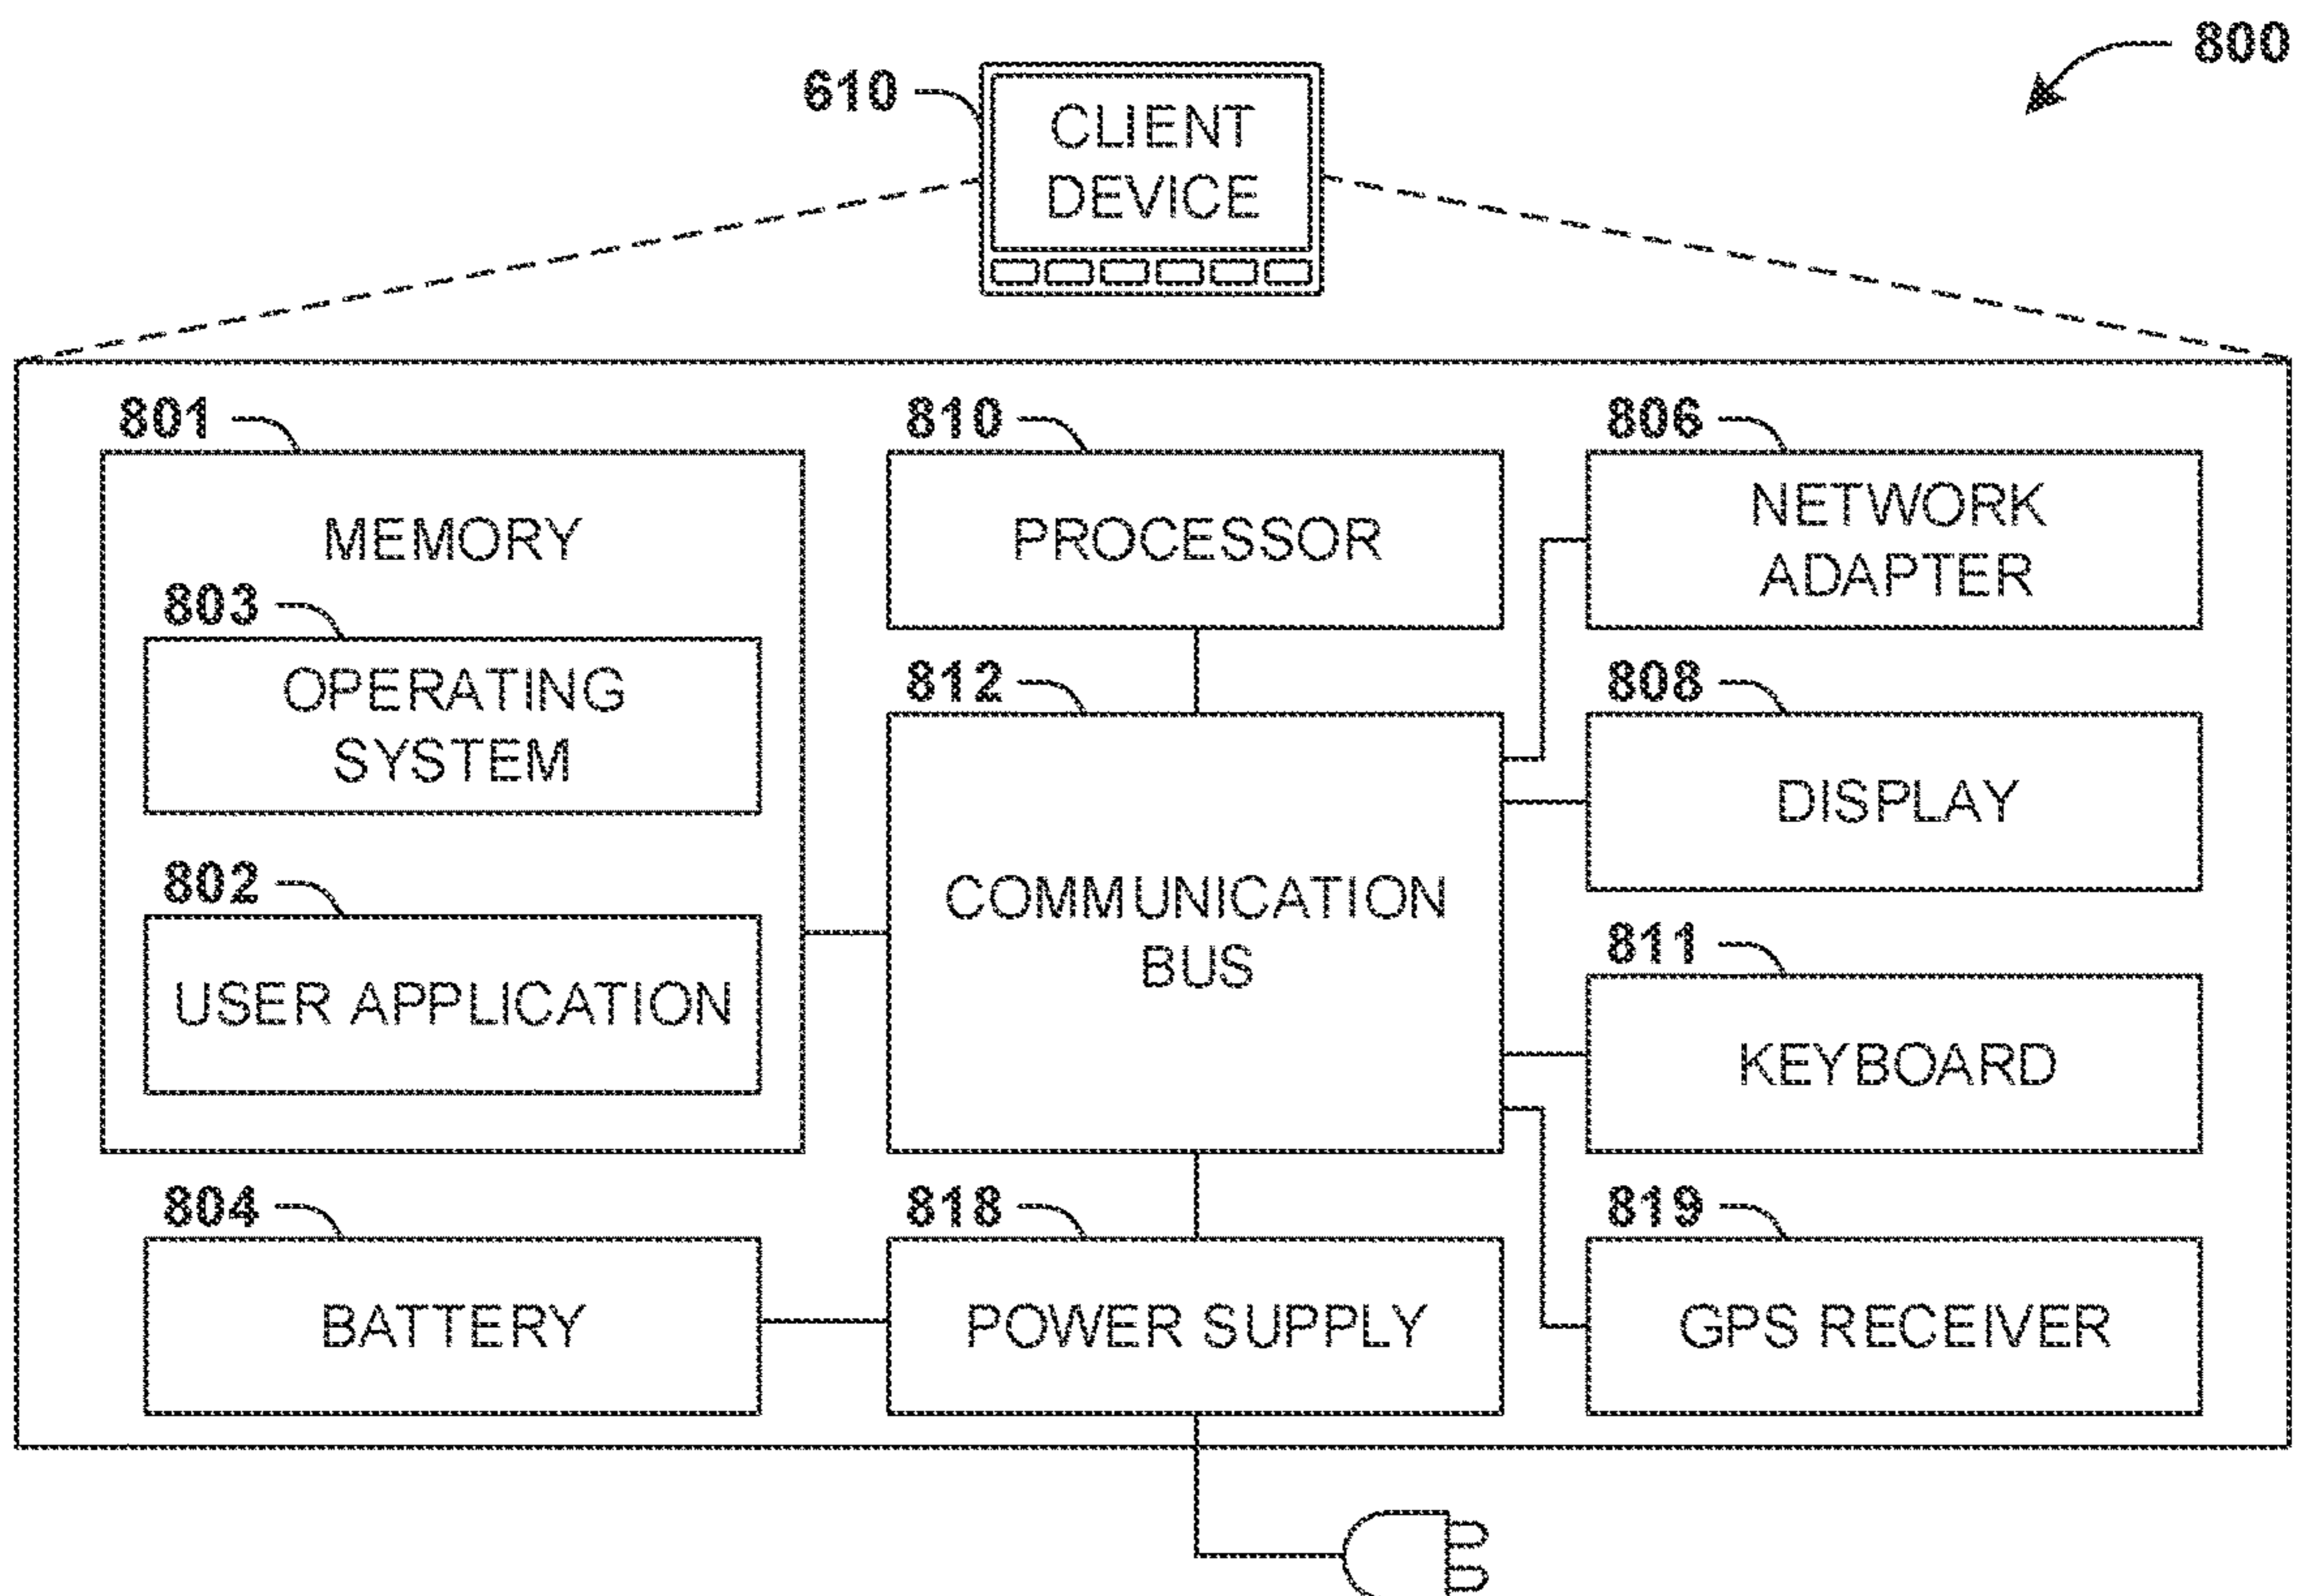 800
610
CLIENT
DEVICE
801
MEMORY
803
OPERATING
SYSTEM
802
USER APPLICATION
804
BATTERY
810
PROCESSOR
812
COMMUNICATION
BUS
818
POWER SUPPLY
806
NETWORK
ADAPTER
808
DISPLAY
811
KEYBOARD
819
GPS RECEIVER